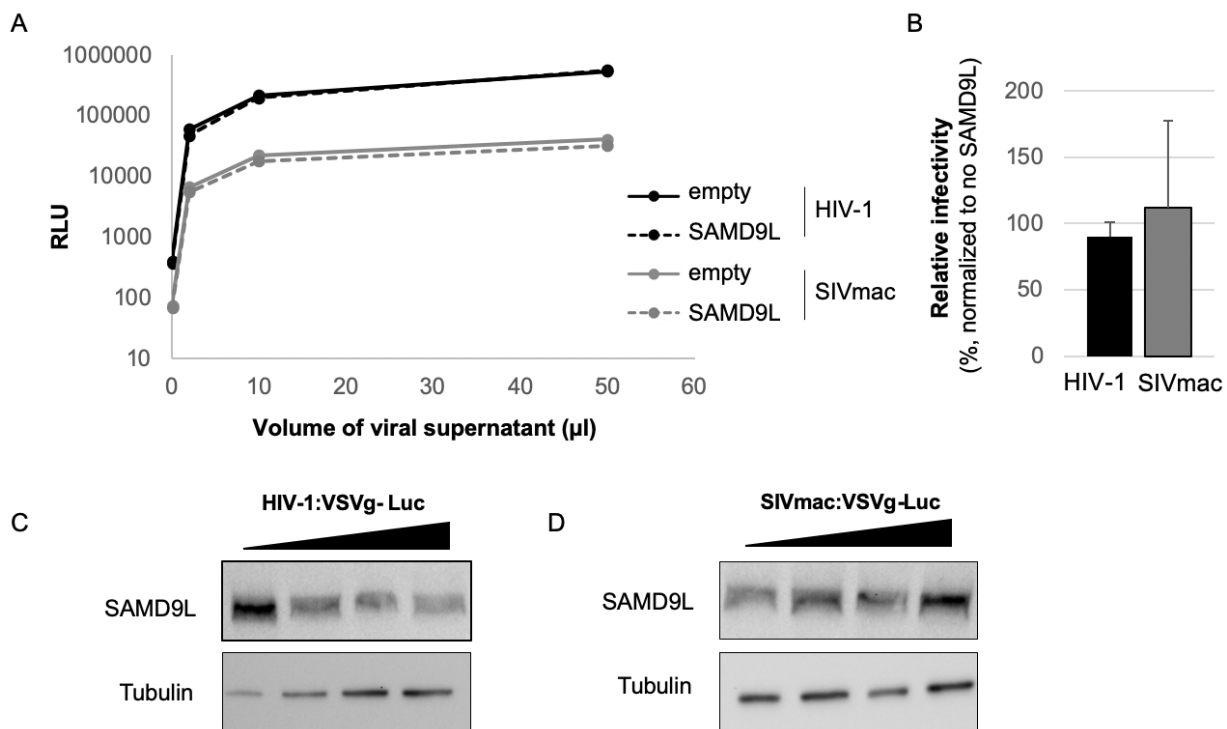 A
1000000
100000
10000
1000
100
10
RLU
0
10
20
30
40
50
60
Volume of viral supernatant (µl)
empty
SAMD9L
HIV-1
empty
SAMD9L
SIVmac
B
Relative infectivity
(%, normalized to no SAMD9L)
200
150
100
50
0
HIV-1
SIVmac
C
HIV-1:VSVg- Luc
SAMD9L
Tubulin
D
SIVmac:VSVg-Luc
SAMD9L
Tubulin